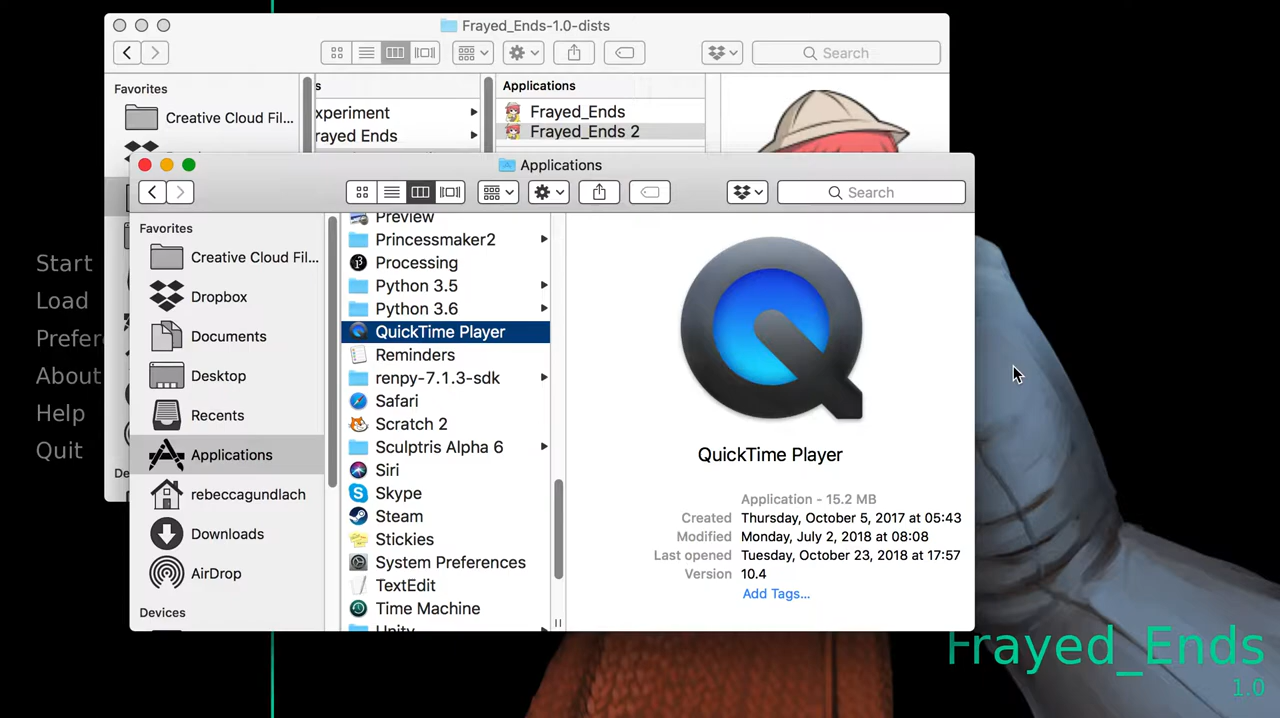 Frayed_Ends-1.0-dists
Search
Favorites
Creative Cloud Fil...
s
xperiment
rayed Ends
Applications
Frayed_Ends
Frayed_Ends 2
De
Start
Load
Prefer
About
Help
Quit
Applications
Search
Favorites
Creative Cloud Fil...
Dropbox
Documents
Desktop
Recents
Applications
rebeccagundlach
Downloads
AirDrop
Devices
Preview
Princessmaker2
Processing
Python 3.5
Python 3.6
QuickTime Player
Reminders
renpy-7.1.3-sdk
Safari
Scratch 2
Sculptris Alpha 6
Siri
Skype
Steam
Stickies
System Preferences
TextEdit
Time Machine
Unity
QuickTime Player
Application - 15.2 MB
Created Thursday, October 5, 2017 at 05:43
Modified Monday, July 2, 2018 at 08:08
Last opened Tuesday, October 23, 2018 at 17:57
Version 10.4
Add Tags...
Frayed_Ends
1.0